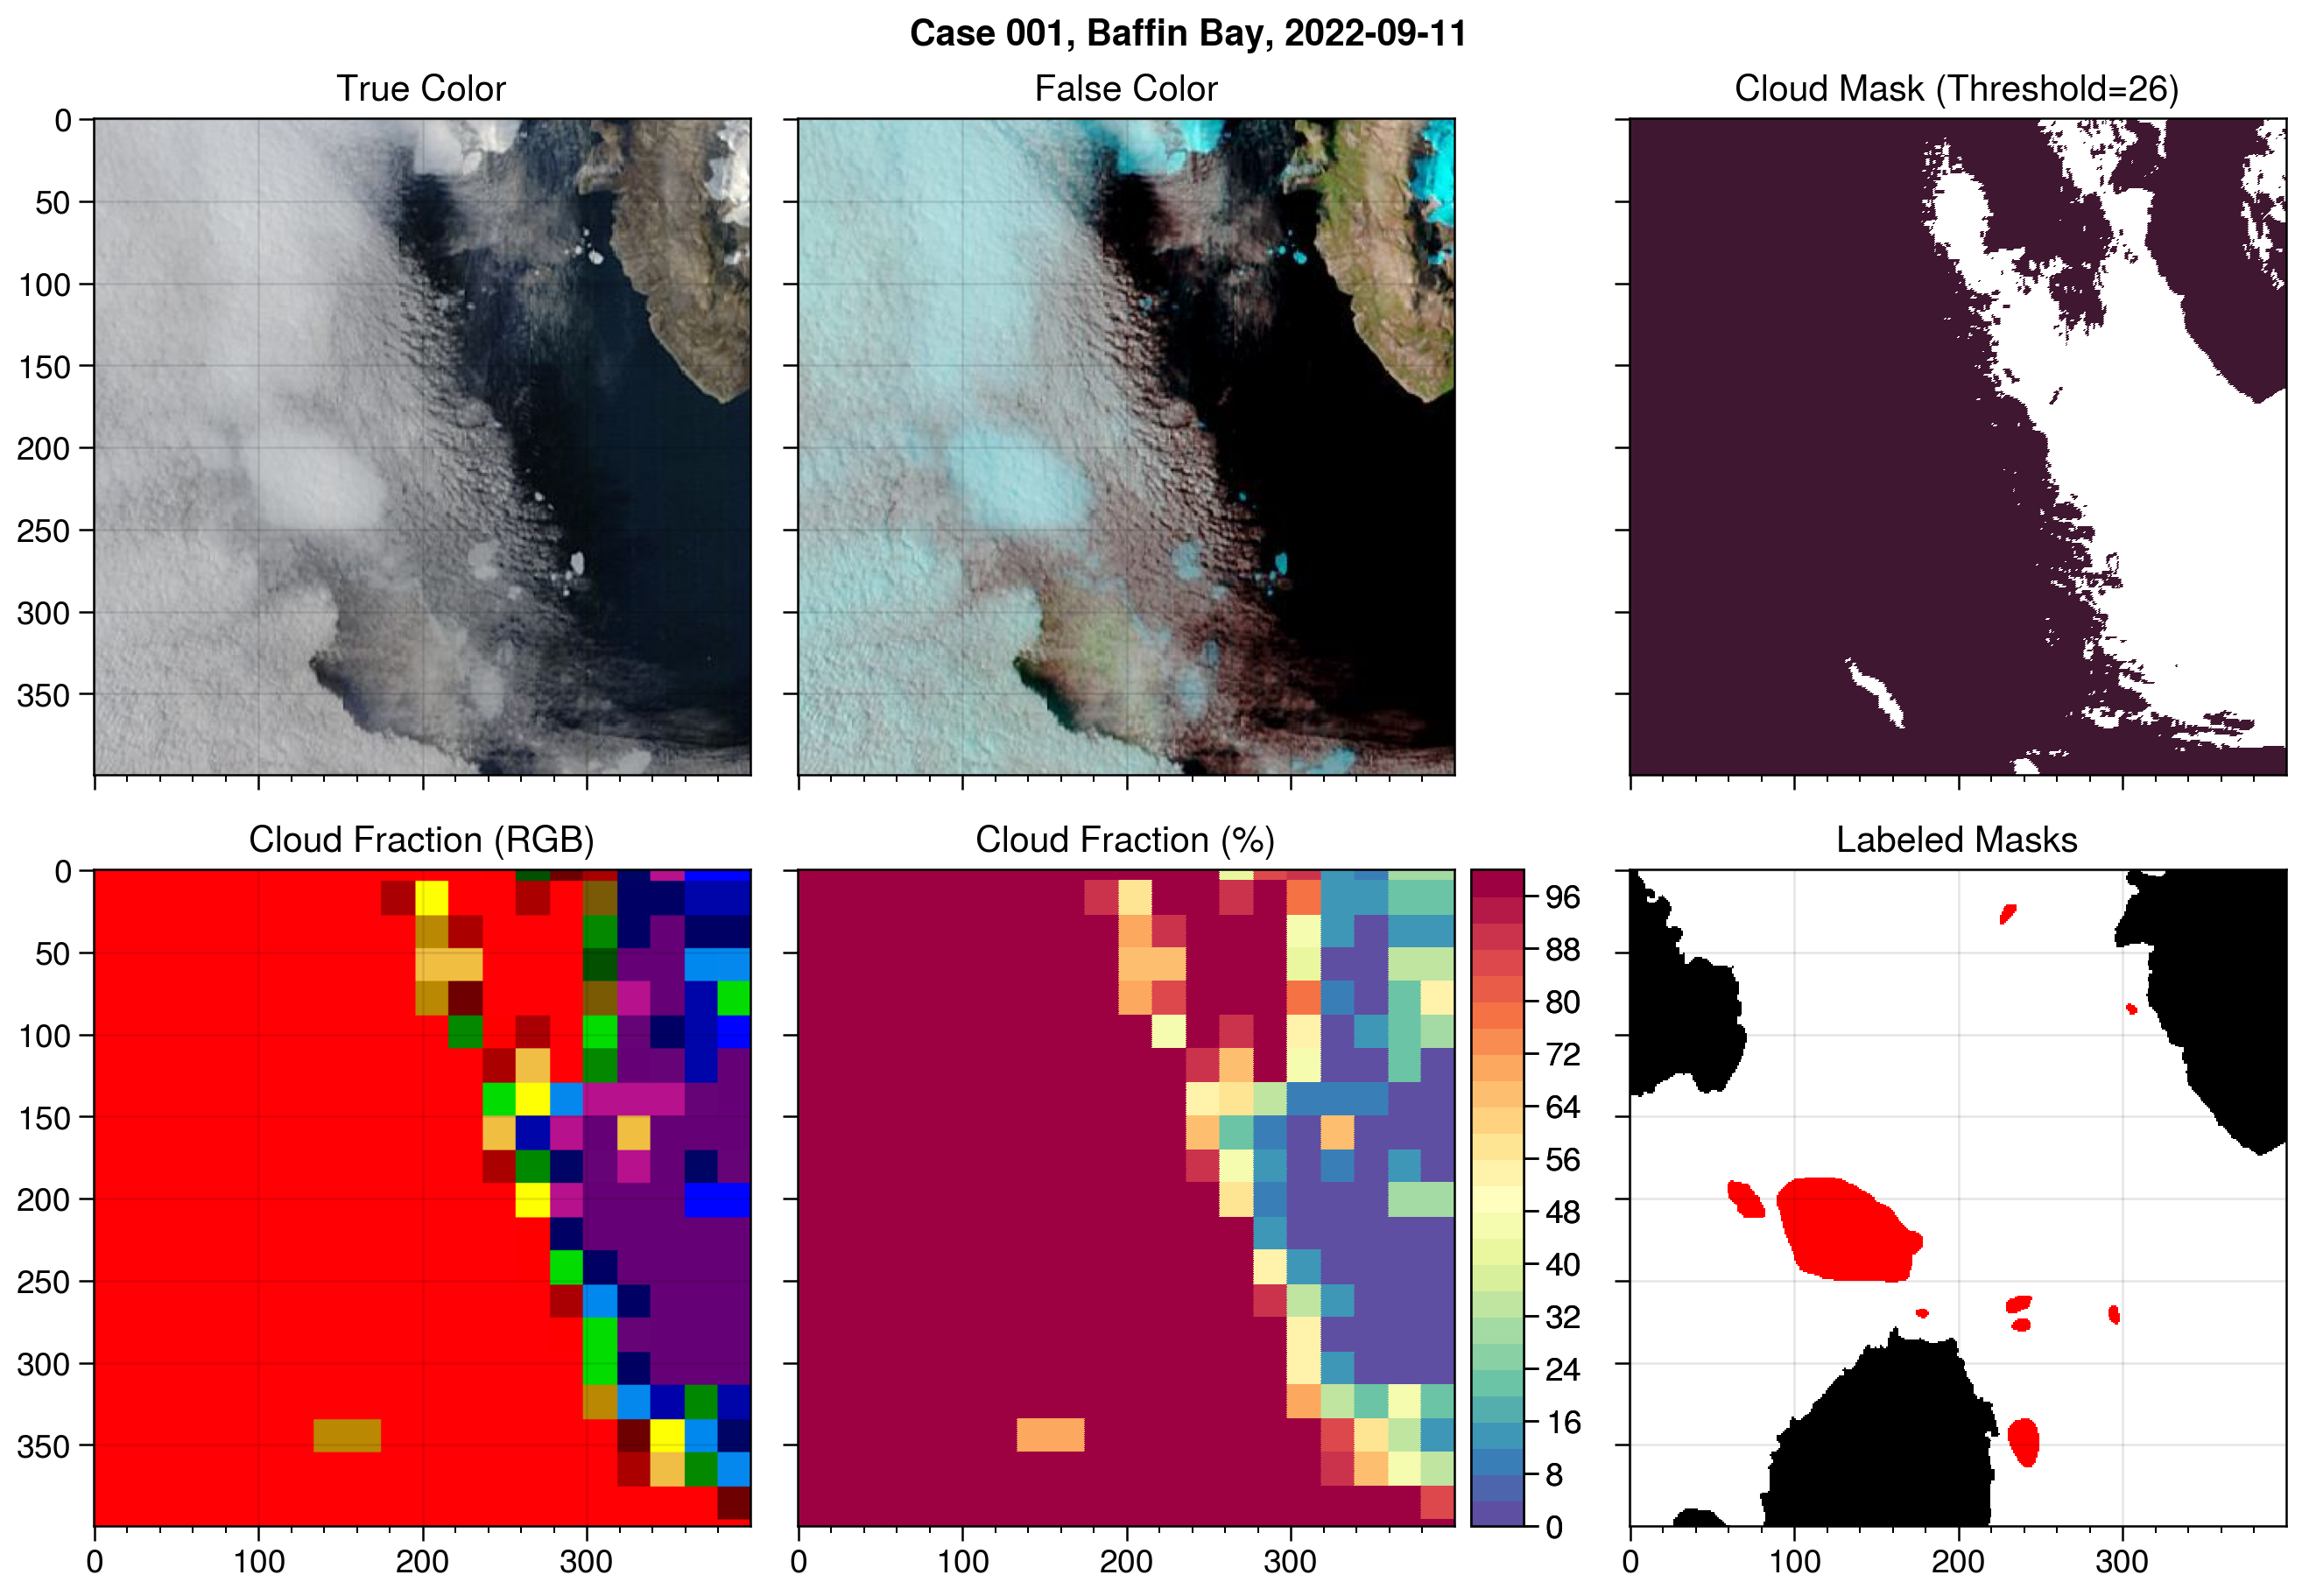 Case 001, Baffin Bay, 2022-09-11
True Color
False Color
Cloud Mask (Threshold=26)
0
50
100
150
200
250
300
350
Cloud Fraction (RGB)
Cloud Fraction (%)
Labeled Masks
0
50
100
150
200
250
300
350
96
88
80
72
64
56
48
40
32
24
16
8
0
0 100 200 300
0 100 200 300
0 100 200 300